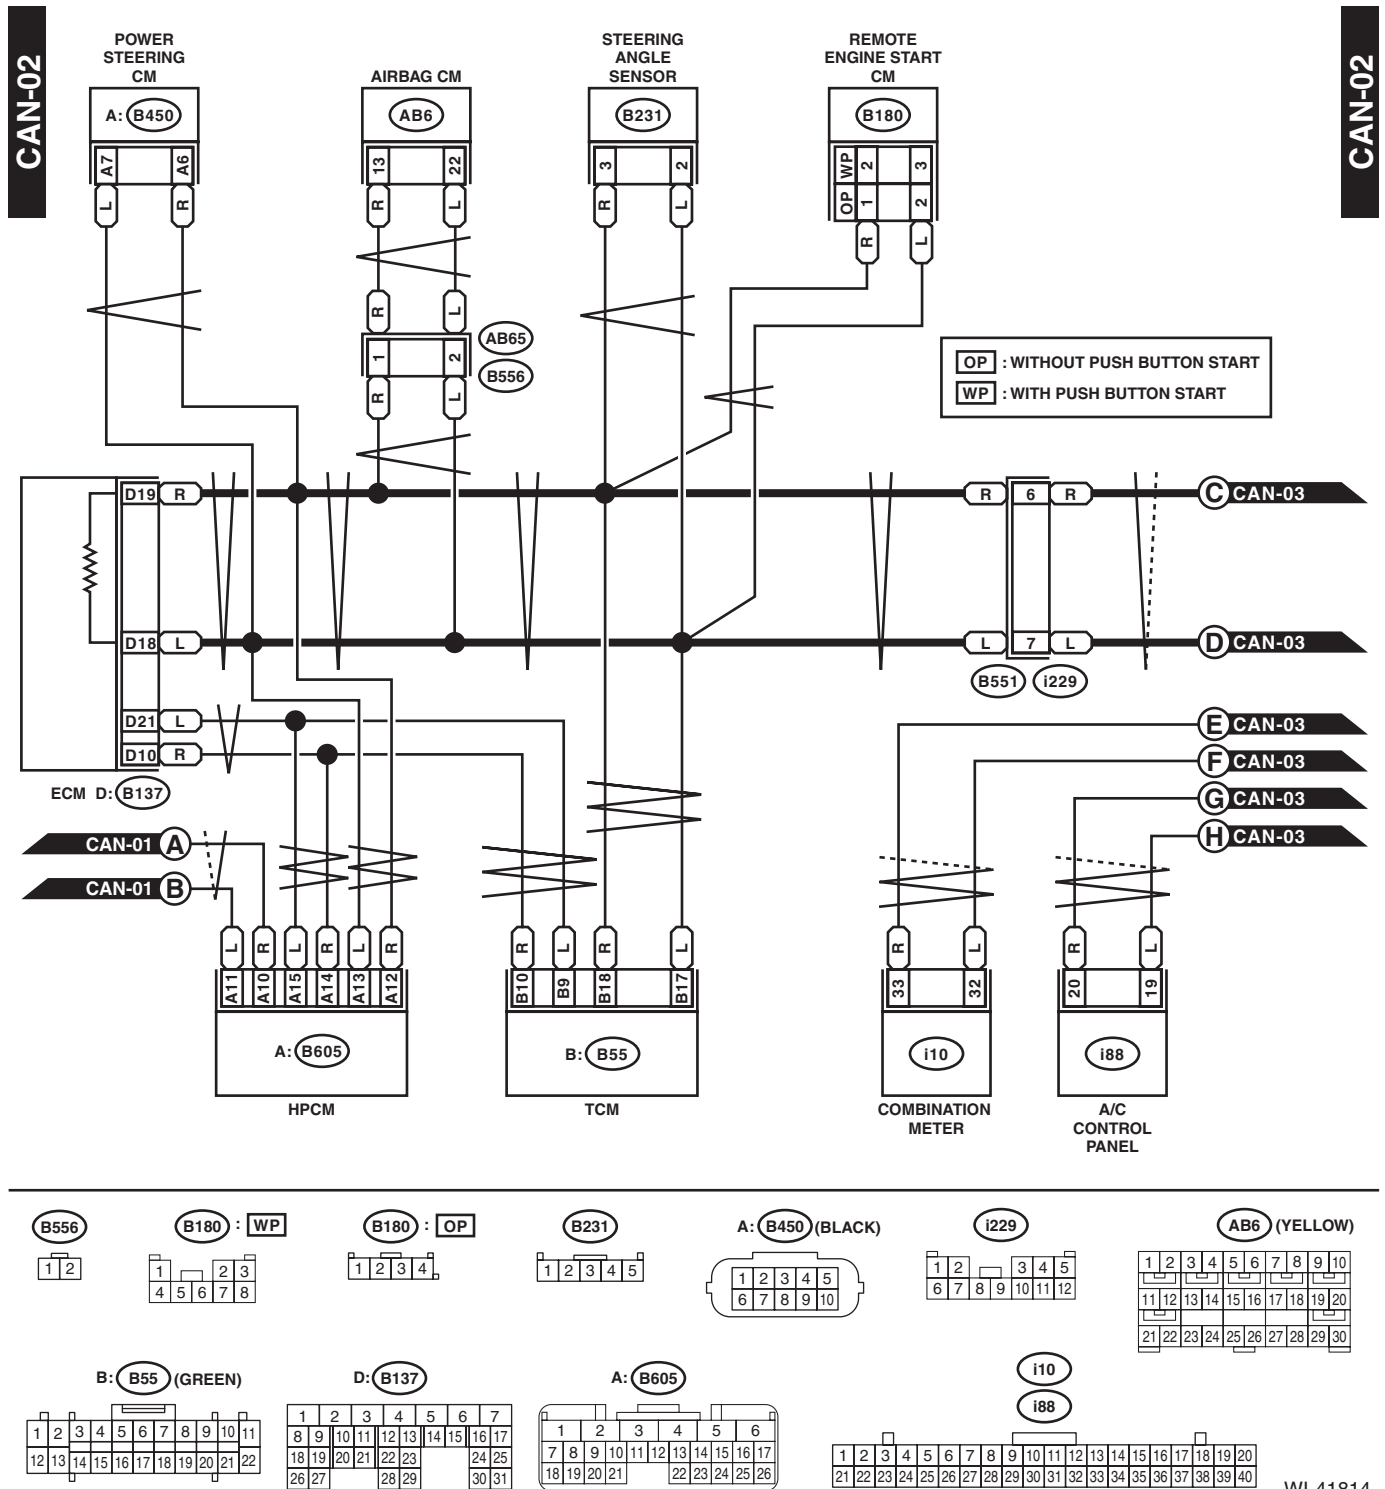 CAN-02
CAN-02
POWER
STEERING
CM
A: B450
A7 A6
L R
AIRBAG CM
AB6
13 22
R L
R L
AB65
1 2
B556
R L
STEERING
ANGLE
SENSOR
B231
3 2
R L
REMOTE
ENGINE START
CM
B180
WP 2 3
OP 1 2
R L
OP : WITHOUT PUSH BUTTON START
WP : WITH PUSH BUTTON START
D19 R
R 6 R
C CAN-03
D18 L
L 7 L
D CAN-03
B551 i229
D21 L
D10 R
ECM D: B137
E CAN-03
F CAN-03
G CAN-03
H CAN-03
CAN-01 A
CAN-01 B
L R L R L R
A11 A10 A15 A14 A13 A12
A: B605
HPCM
R L R L
B10 B9 B18 B17
B: B55
TCM
R L
33 32
i10
COMBINATION
METER
R L
20 19
i88
A/C
CONTROL
PANEL
B556
1 2
B180 : WP
1 2 3
4 5 6 7 8
B180 : OP
1 2 3 4
B231
1 2 3 4 5
A: B450 (BLACK)
1 2 3 4 5
6 7 8 9 10
i229
1 2 3 4 5
6 7 8 9 10 11 12
AB6 (YELLOW)
1 2 3 4 5 6 7 8 9 10
11 12 13 14 15 16 17 18 19 20
21 22 23 24 25 26 27 28 29 30
B: B55 (GREEN)
1 2 3 4 5 6 7 8 9 10 11
12 13 14 15 16 17 18 19 20 21 22
D: B137
1 2 3 4 5 6 7
8 9 10 11 12 13 14 15 16 17
18 19 20 21 22 23 24 25
26 27 28 29 30 31
A: B605
1 2 3 4 5 6
7 8 9 10 11 12 13 14 15 16 17
18 19 20 21 22 23 24 25 26
i10
i88
1 2 3 4 5 6 7 8 9 10 11 12 13 14 15 16 17 18 19 20
21 22 23 24 25 26 27 28 29 30 31 32 33 34 35 36 37 38 39 40
WI-41814